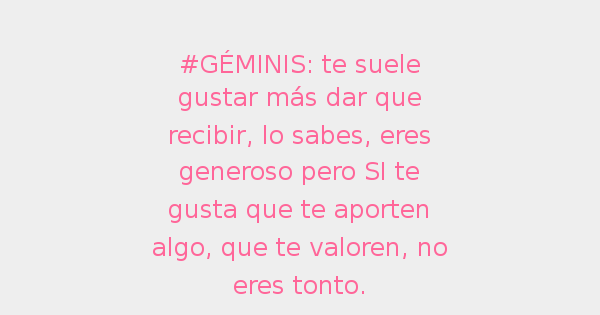 #GÉMINIS: te suele
gustar más dar que
recibir, lo sabes, eres
generoso pero SI te
gusta que te aporten
algo, que te valoren, no
eres tonto.